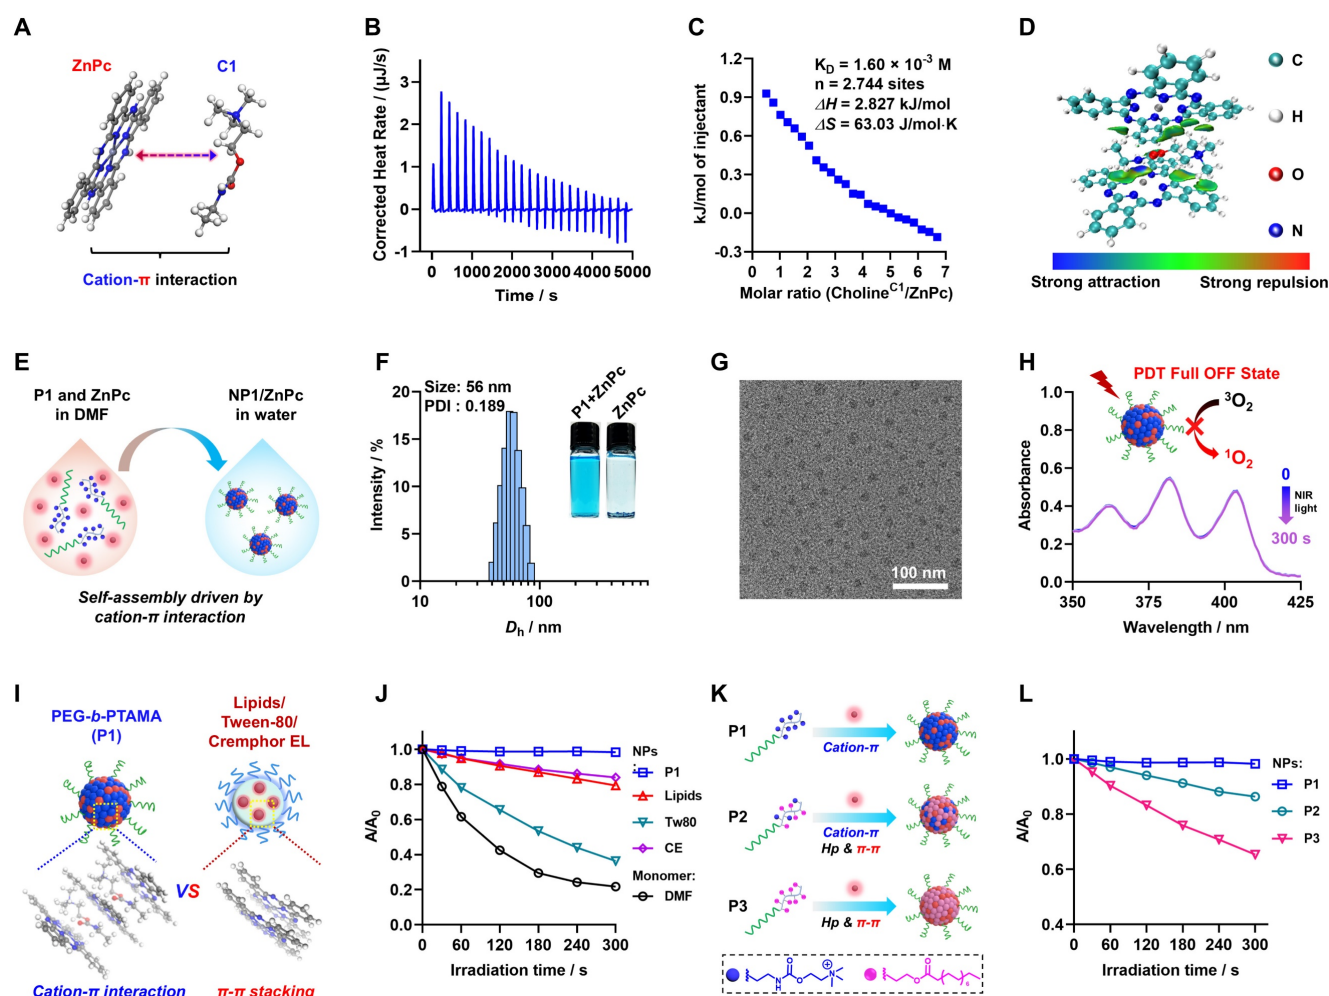 A
ZnPc
C1
Cation-π interaction
B
Corrected Heat Rate / (μJ/s)
3
2
1
0
-1
0
1000
2000
3000
4000
5000
Time / s
C
kJ/mol of injectant
1.2
0.9
0.6
0.3
0.0
-0.3
K_D = 1.60 × 10⁻³ M
n = 2.744 sites
ΔH = 2.827 kJ/mol
ΔS = 63.03 J/mol·K
0 1 2 3 4 5 6 7
Molar ratio (Choline^C1/ZnPc)
D
C
H
O
N
Strong attraction
Strong repulsion
E
P1 and ZnPc
in DMF
NP1/ZnPc
in water
Self-assembly driven by
cation-π interaction
F
Size: 56 nm
PDI : 0.189
P1+ZnPc
ZnPc
Intensity / %
20
15
10
5
0
10
100
D_h / nm
G
100 nm
H
PDT Full OFF State
³O₂
¹O₂
Absorbance
1.0
0.8
0.6
0.4
0.2
0.0
0
NIR
light
300 s
350
375
400
425
Wavelength / nm
I
PEG-b-PTAMA
(P1)
Lipids/
Tween-80/
Cremphor EL
VS
Cation-π interaction
π-π stacking
J
A/A₀
1.0
0.8
0.6
0.4
0.2
0.0
NPs
:
P1
Lipids
Tw80
CE
Monomer:
DMF
0 60 120 180 240 300
Irradiation time / s
K
P1
Cation-π
P2
Cation-π
Hp & π-π
P3
Hp & π-π
N
H
O
O
N
⊕
O
O
6
L
A/A₀
1.0
0.8
0.6
0.4
NPs:
P1
P2
P3
0 60 120 180 240 300
Irradiation time / s